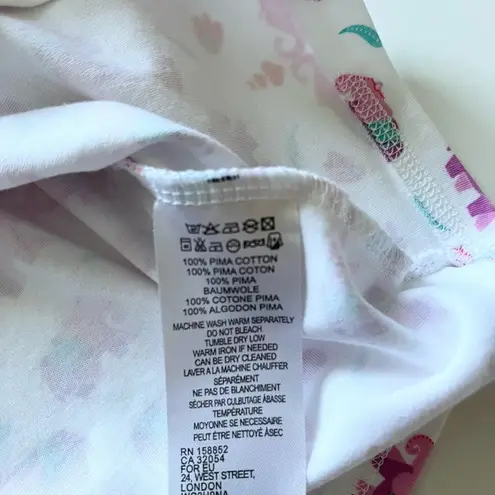 100% PIMA COTTON
100% PIMA COTON
100% PIMA
BAUMWOLE
100% COTONE PIMA
100% ALGODON PIMA
MACHINE WASH WARM SEPARATELY
DO NOT BLEACH
TUMBLE DRY LOW
WARM IRON IF NEEDED
CAN BE DRY CLEANED
LAVER A LA MACHINE CHAUFFER
SÉPARÉMENT
NE PAS DE BLANCHIMENT
SÉCHER PAR CULBUTAGE ÀBASSE
TEMPÉRATURE
MOYONNE SE NECESSAIRE
PEUT ÊTRE NETTOYÉ ÀSEC
RN 158852
CA 32054
FOR EU
24, WEST STREET,
LONDON